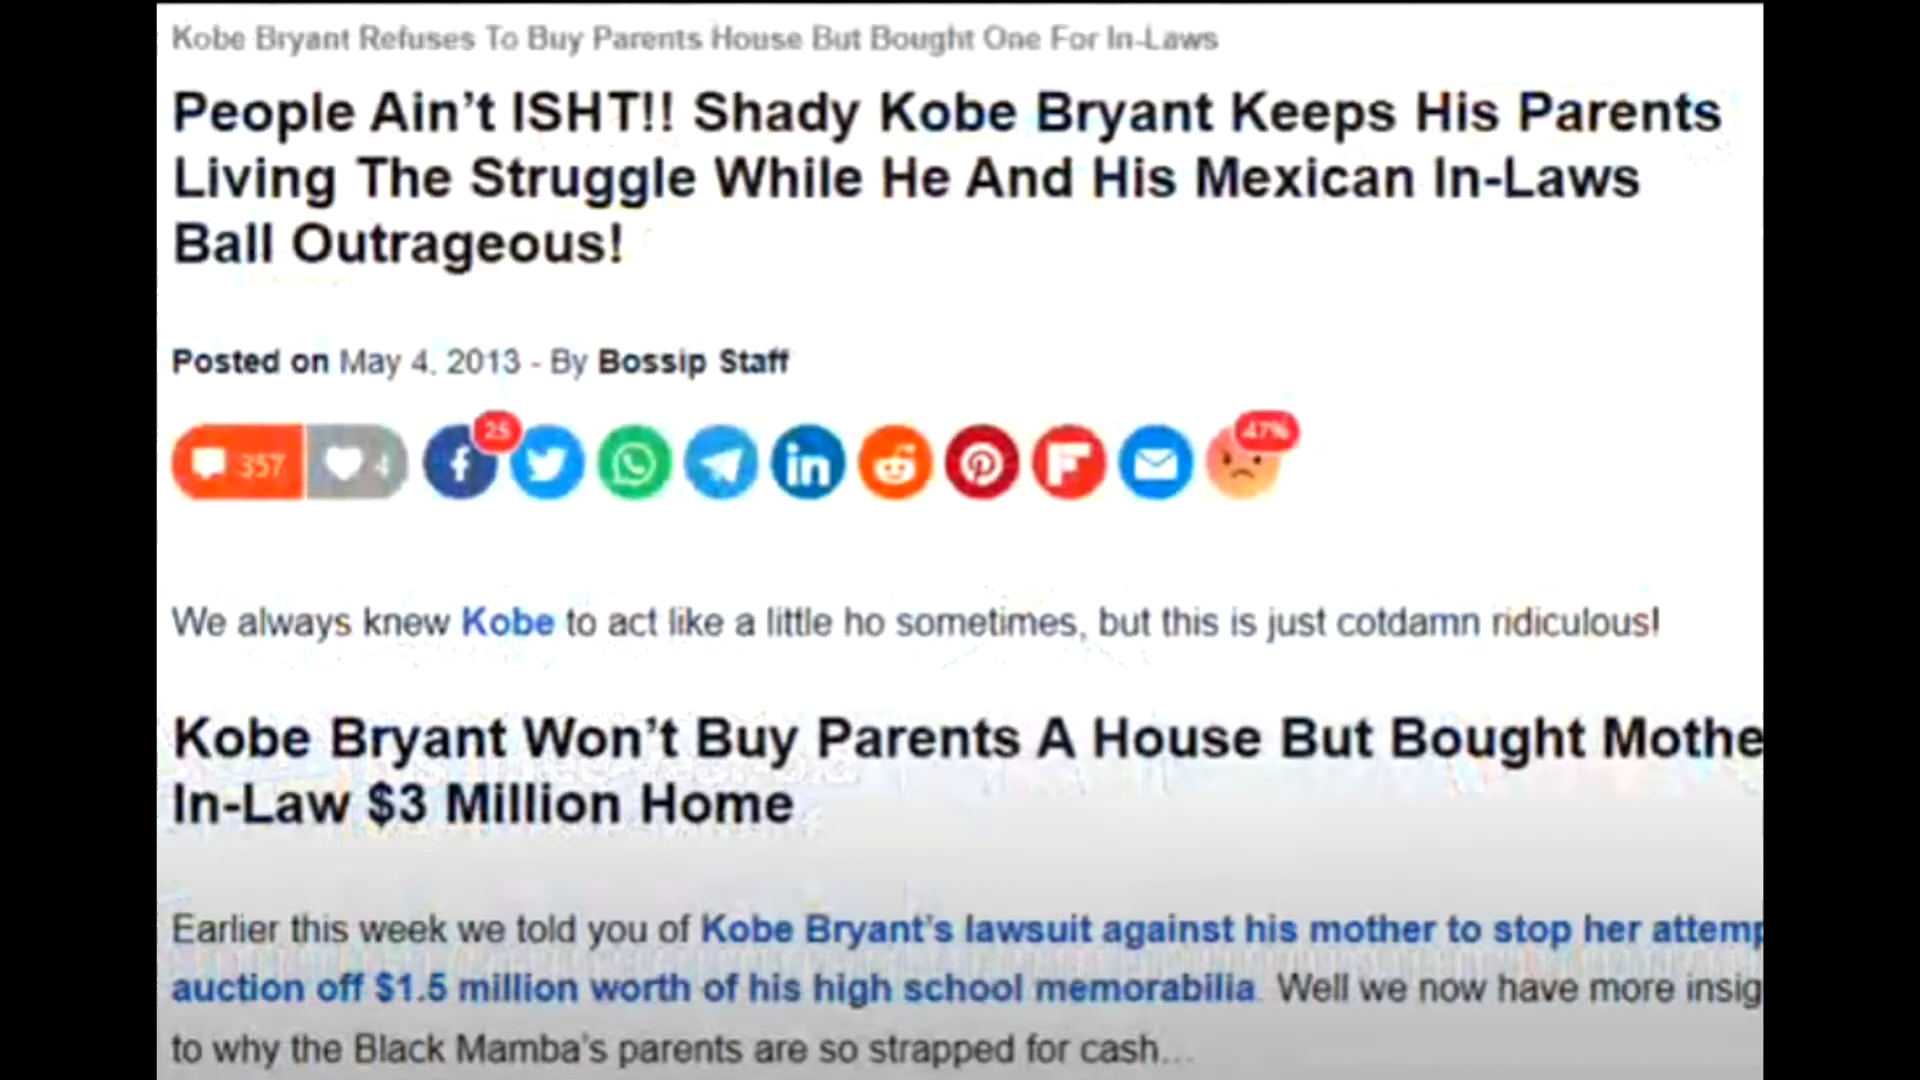 Kobe Bryant Refuses To Buy Parents House But Bought One For In-Laws
People Ain't ISHT!! Shady Kobe Bryant Keeps His Parents
Living The Struggle While He And His Mexican In-Laws
Ball Outrageous!
Posted on May 4, 2013 - By Bossip Staff
357 4 25 47%
We always knew Kobe to act like a little ho sometimes, but this is just cotdamn ridiculous!
Kobe Bryant Won't Buy Parents A House But Bought Mothe
In-Law $3 Million Home
Earlier this week we told you of Kobe Bryant's lawsuit against his mother to stop her attemp
auction off $1.5 million worth of his high school memorabilia. Well we now have more insig
to why the Black Mamba's parents are so strapped for cash...